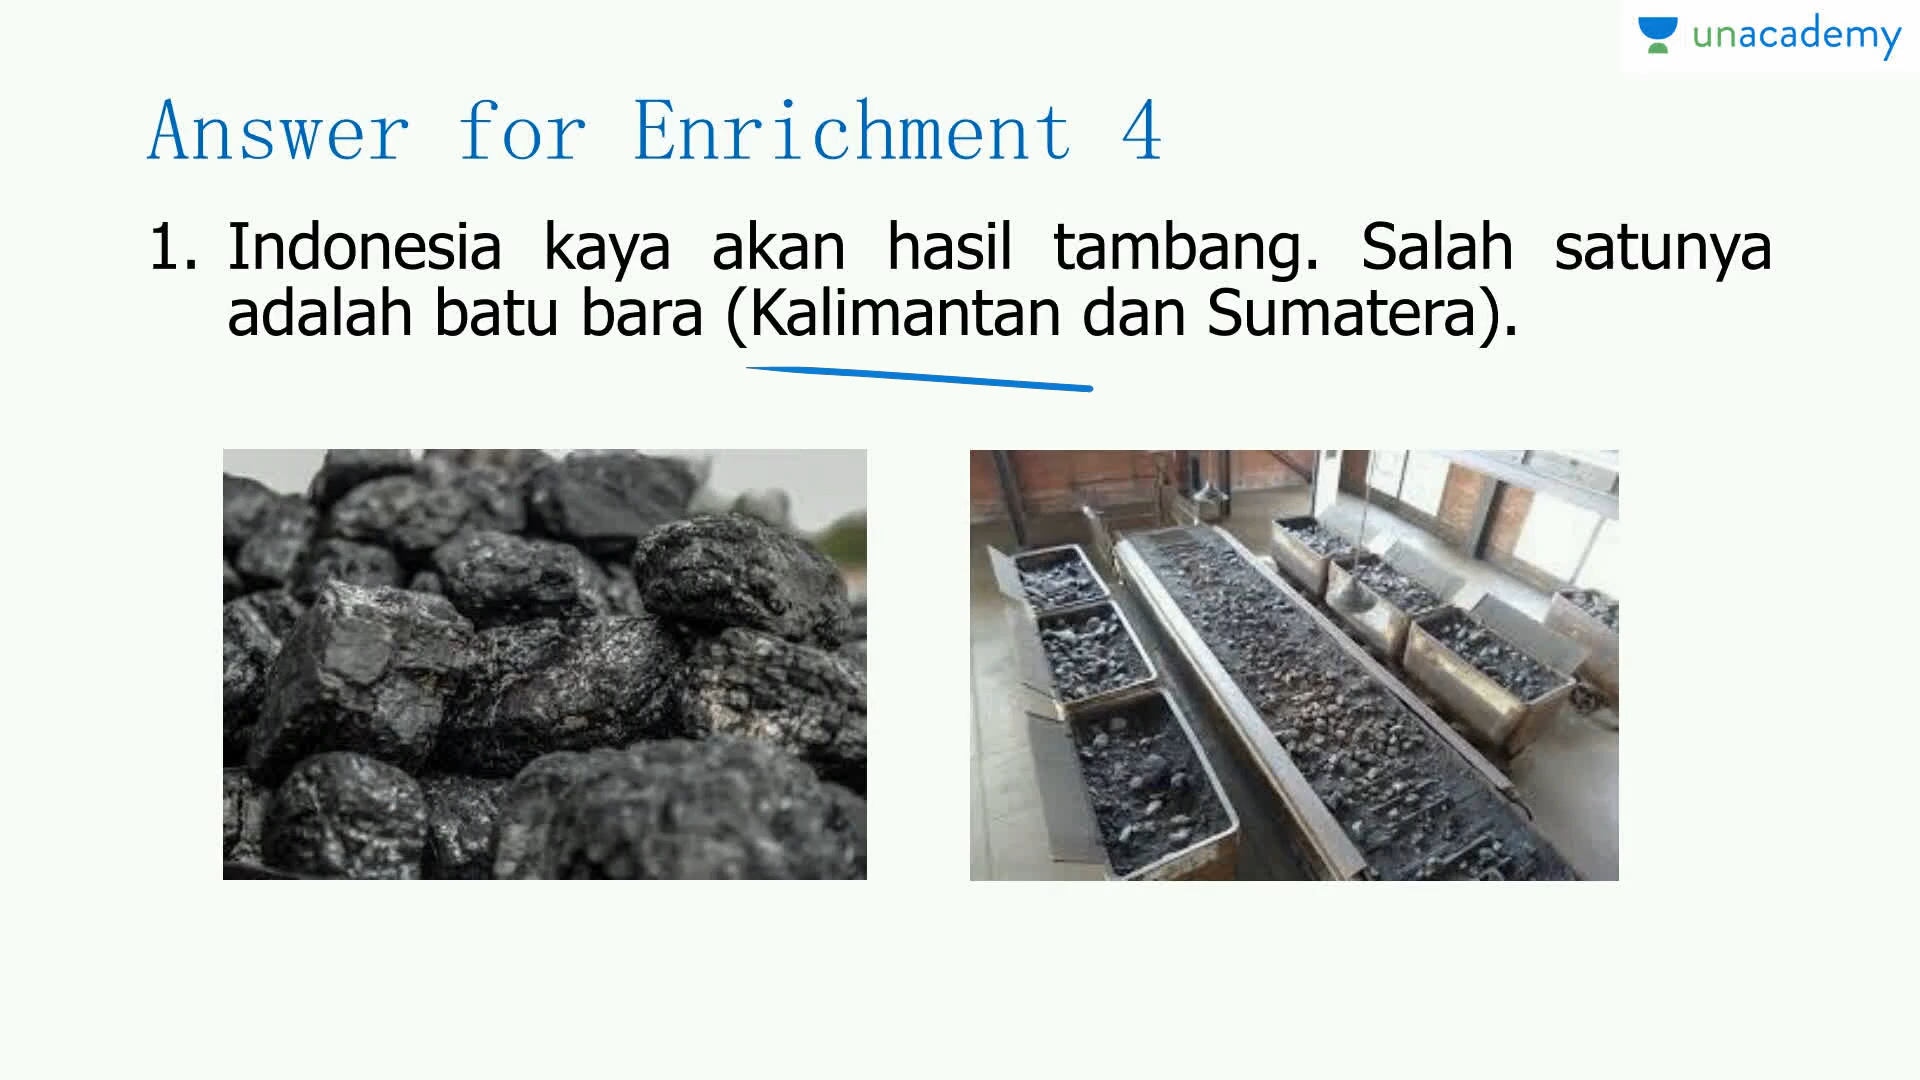 unacademy
Answer for Enrichment 4
1. Indonesia kaya akan hasil tambang. Salah satunya
adalah batu bara (Kalimantan dan Sumatera).